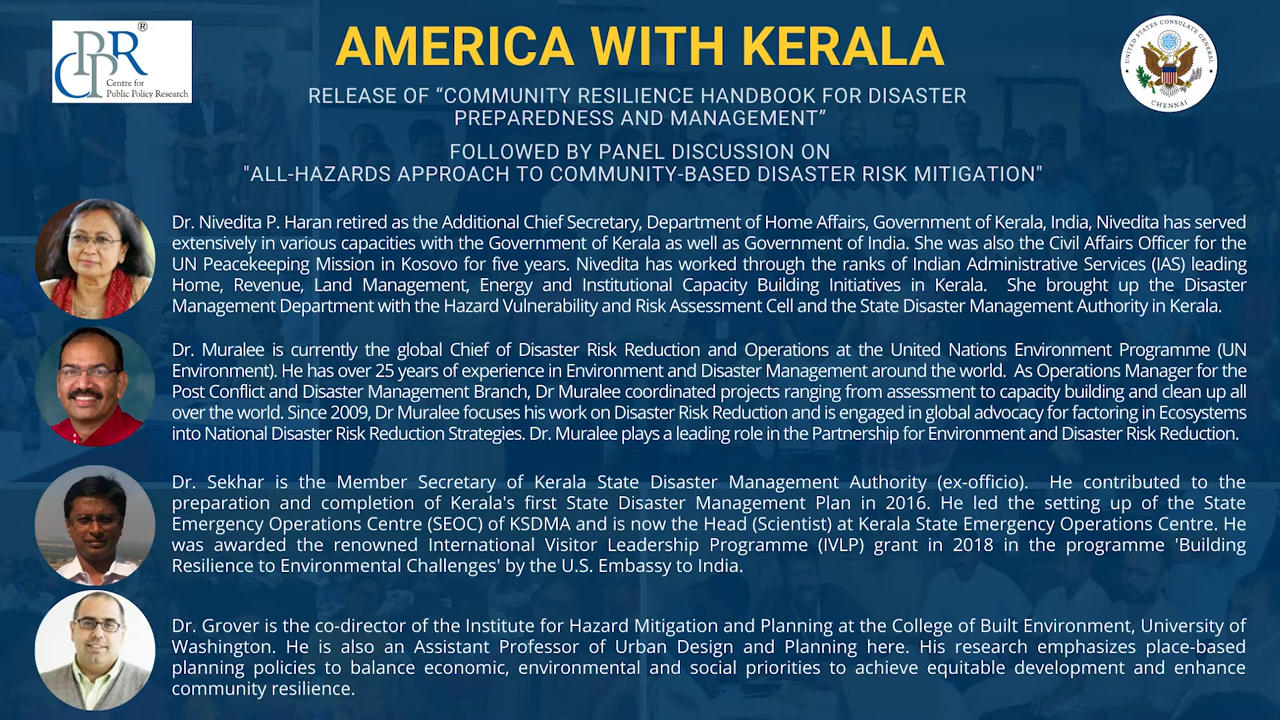 CPPR ®
Centre for
Public Policy Research
AMERICA WITH KERALA
UNITED STATES CONSULATE GENERAL
CHENNAI
RELEASE OF “COMMUNITY RESILIENCE HANDBOOK FOR DISASTER
PREPAREDNESS AND MANAGEMENT”
FOLLOWED BY PANEL DISCUSSION ON
"ALL-HAZARDS APPROACH TO COMMUNITY-BASED DISASTER RISK MITIGATION"
Dr. Nivedita P. Haran retired as the Additional Chief Secretary, Department of Home Affairs, Government of Kerala, India, Nivedita has served
extensively in various capacities with the Government of Kerala as well as Government of India. She was also the Civil Affairs Officer for the
UN Peacekeeping Mission in Kosovo for five years. Nivedita has worked through the ranks of Indian Administrative Services (IAS) leading
Home, Revenue, Land Management, Energy and Institutional Capacity Building Initiatives in Kerala. She brought up the Disaster
Management Department with the Hazard Vulnerability and Risk Assessment Cell and the State Disaster Management Authority in Kerala.
Dr. Muralee is currently the global Chief of Disaster Risk Reduction and Operations at the United Nations Environment Programme (UN
Environment). He has over 25 years of experience in Environment and Disaster Management around the world. As Operations Manager for the
Post Conflict and Disaster Management Branch, Dr Muralee coordinated projects ranging from assessment to capacity building and clean up all
over the world. Since 2009, Dr Muralee focuses his work on Disaster Risk Reduction and is engaged in global advocacy for factoring in Ecosystems
into National Disaster Risk Reduction Strategies. Dr. Muralee plays a leading role in the Partnership for Environment and Disaster Risk Reduction.
Dr. Sekhar is the Member Secretary of Kerala State Disaster Management Authority (ex-officio). He contributed to the
preparation and completion of Kerala's first State Disaster Management Plan in 2016. He led the setting up of the State
Emergency Operations Centre (SEOC) of KSDMA and is now the Head (Scientist) at Kerala State Emergency Operations Centre. He
was awarded the renowned International Visitor Leadership Programme (IVLP) grant in 2018 in the programme 'Building
Resilience to Environmental Challenges' by the U.S. Embassy to India.
Dr. Grover is the co-director of the Institute for Hazard Mitigation and Planning at the College of Built Environment, University of
Washington. He is also an Assistant Professor of Urban Design and Planning here. His research emphasizes place-based
planning policies to balance economic, environmental and social priorities to achieve equitable development and enhance
community resilience.